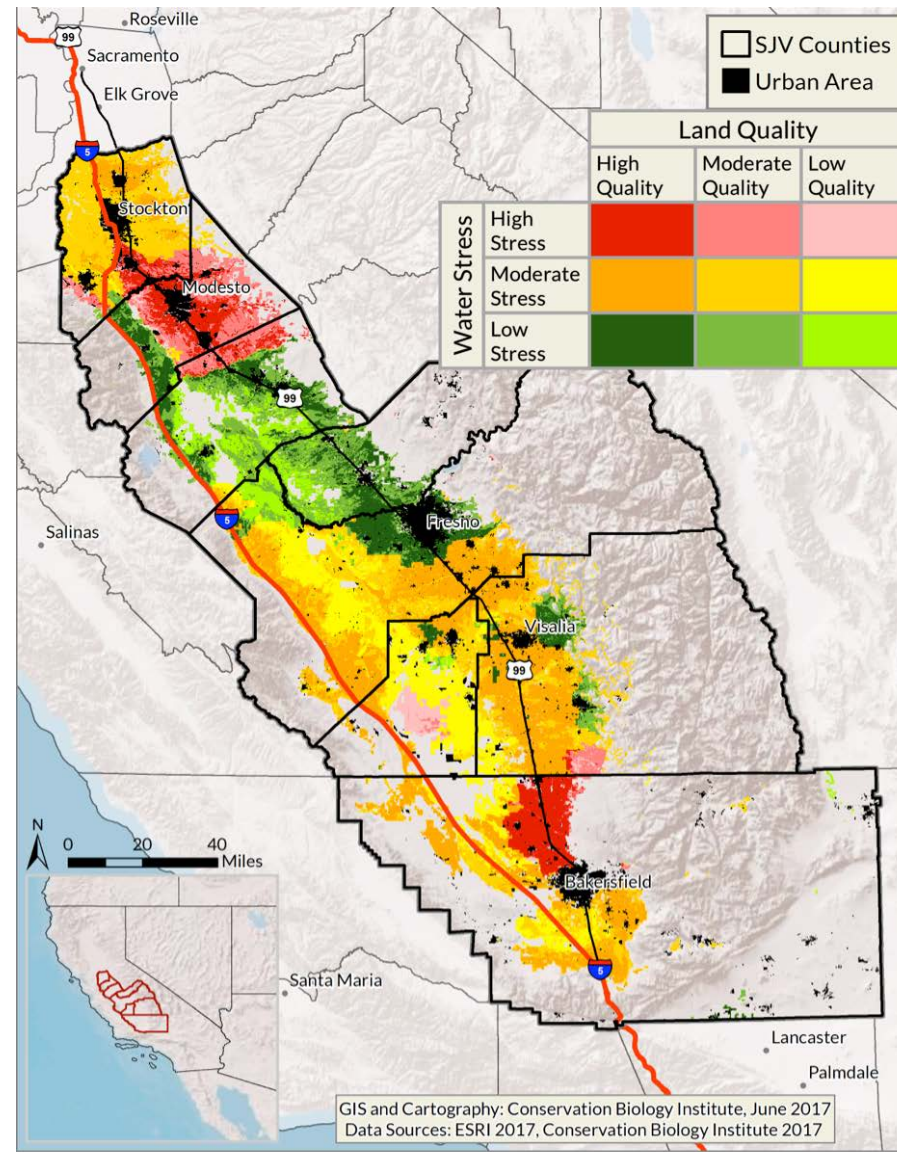 Roseville
99
Sacramento
Elk Grove
5
Stockton
Modesto
99
Fresno
5
Salinas
Visalia
99
Bakersfield
5
Santa Maria
Lancaster
Palmdale
SJV Counties
Urban Area
Land Quality
High Quality
Moderate Quality
Low Quality
Water Stress
High Stress
Moderate Stress
Low Stress
N
0 20 40 Miles
GIS and Cartography: Conservation Biology Institute, June 2017
Data Sources: ESRI 2017, Conservation Biology Institute 2017